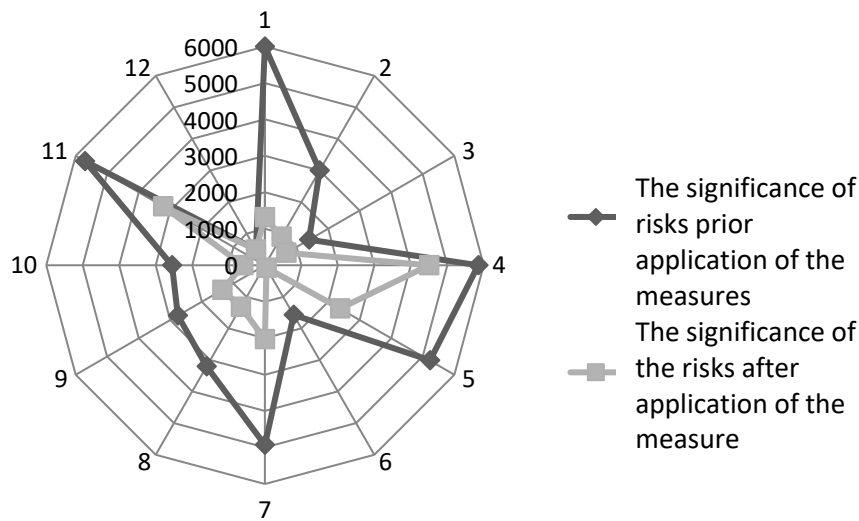 1
6000
12
2
5000
4000
11
3
3000
2000
1000
10
0
4
9
5
8
6
7
The significance of
risks prior
application of the
measures
The significance of
the risks after
application of the
measure